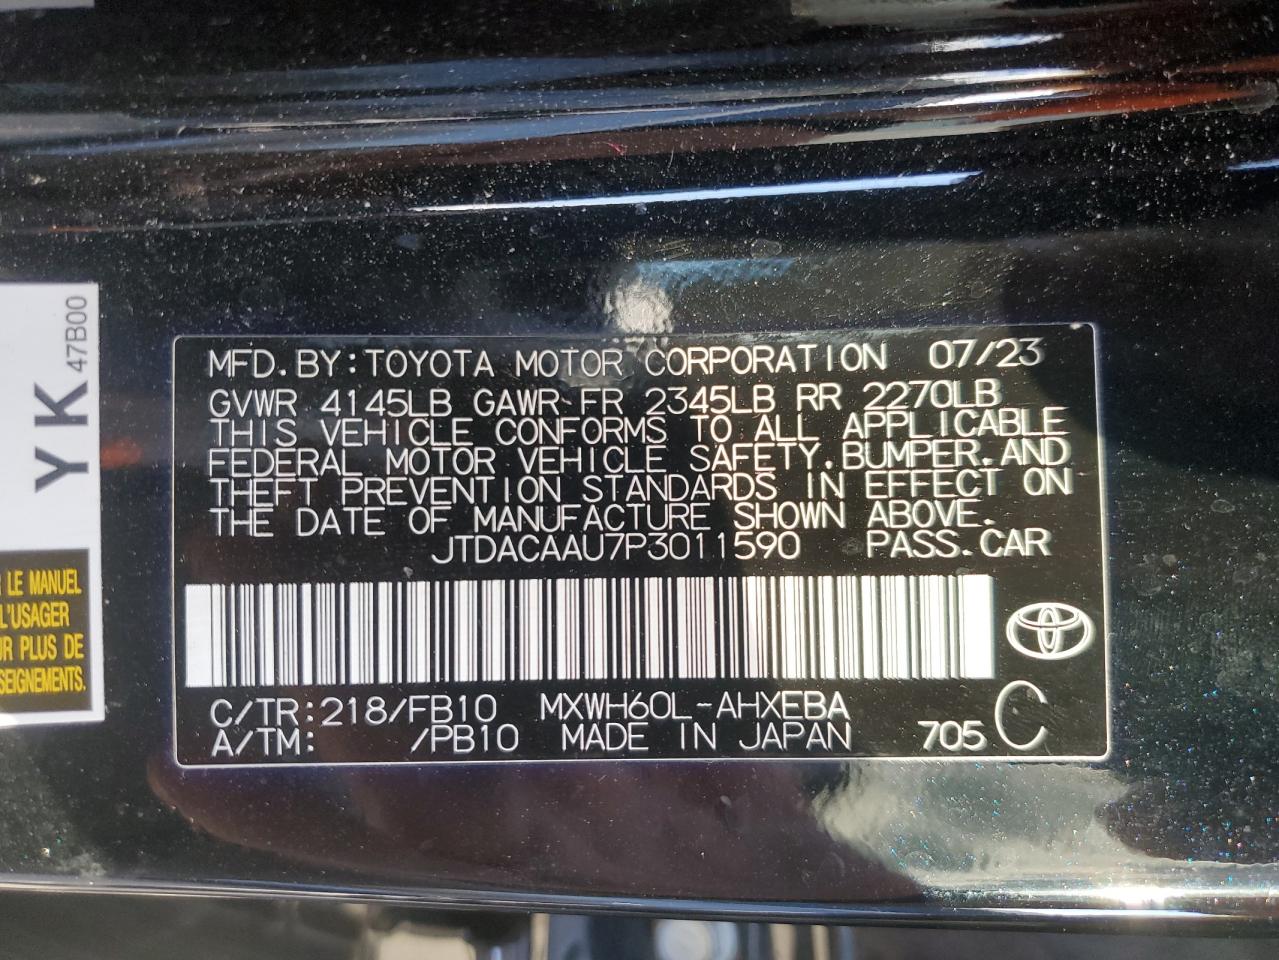 MFD.BY:TOYOTA MOTOR CORPORATION 07/23
GVWR 4145LB GAWR FR 2345LB RR 2270LB
THIS VEHICLE CONFORMS TO ALL APPLICABLE
FEDERAL MOTOR VEHICLE SAFETY,BUMPER,AND
THEFT PREVENTION STANDARDS IN EFFECT ON
THE DATE OF MANUFACTURE SHOWN ABOVE.
JTDACAAU7P3011590 PASS.CAR
C/TR:218/FB10 MXWH60L-AHXEBA
A/TM: /PB10 MADE IN JAPAN 705 C
YK 47B00
LE MANUEL
L'USAGER
PLUS DE